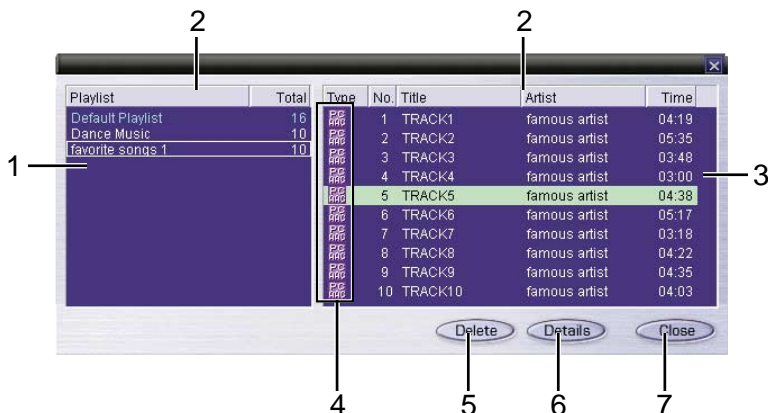 2 2
Playlist Total Type No. Title Artist Time
Default Playlist 16
Dance Music 10
favorite songs 1 10
1 TRACK1 famous artist 04:19
2 TRACK2 famous artist 05:35
3 TRACK3 famous artist 03:48
4 TRACK4 famous artist 03:00
5 TRACK5 famous artist 04:38
6 TRACK6 famous artist 05:17
7 TRACK7 famous artist 03:18
8 TRACK8 famous artist 04:22
9 TRACK9 famous artist 04:35
10 TRACK10 famous artist 04:03
1
3
Delete Details Close
4 5 6 7